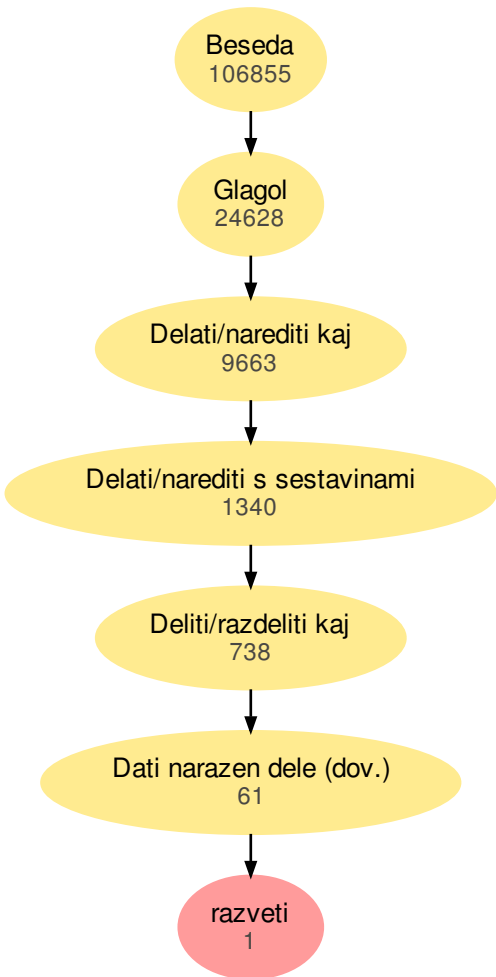 Beseda
106855
Glagol
24628
Delati/narediti kaj
9663
Delati/narediti s sestavinami
1340
Deliti/razdeliti kaj
738
Dati narazen dele (dov.)
61
razveti
1